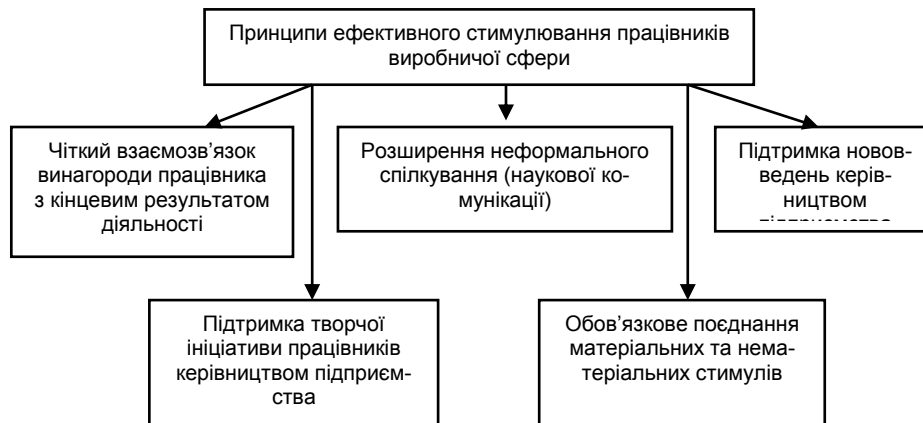 Принципи ефективного стимулювання працівників
виробничої сфери
Чіткий взаємозв’язок
винагороди працівника
з кінцевим результатом
діяльності
Розширення неформального
спілкування (наукової ко-
мунікації)
Підтримка новов-
ведень керів-
ництвом
Підтримка творчої
ініціативи працівників
керівництвом підприєм-
ства
Обов’язкове поєднання
матеріальних та нема-
теріальних стимулів